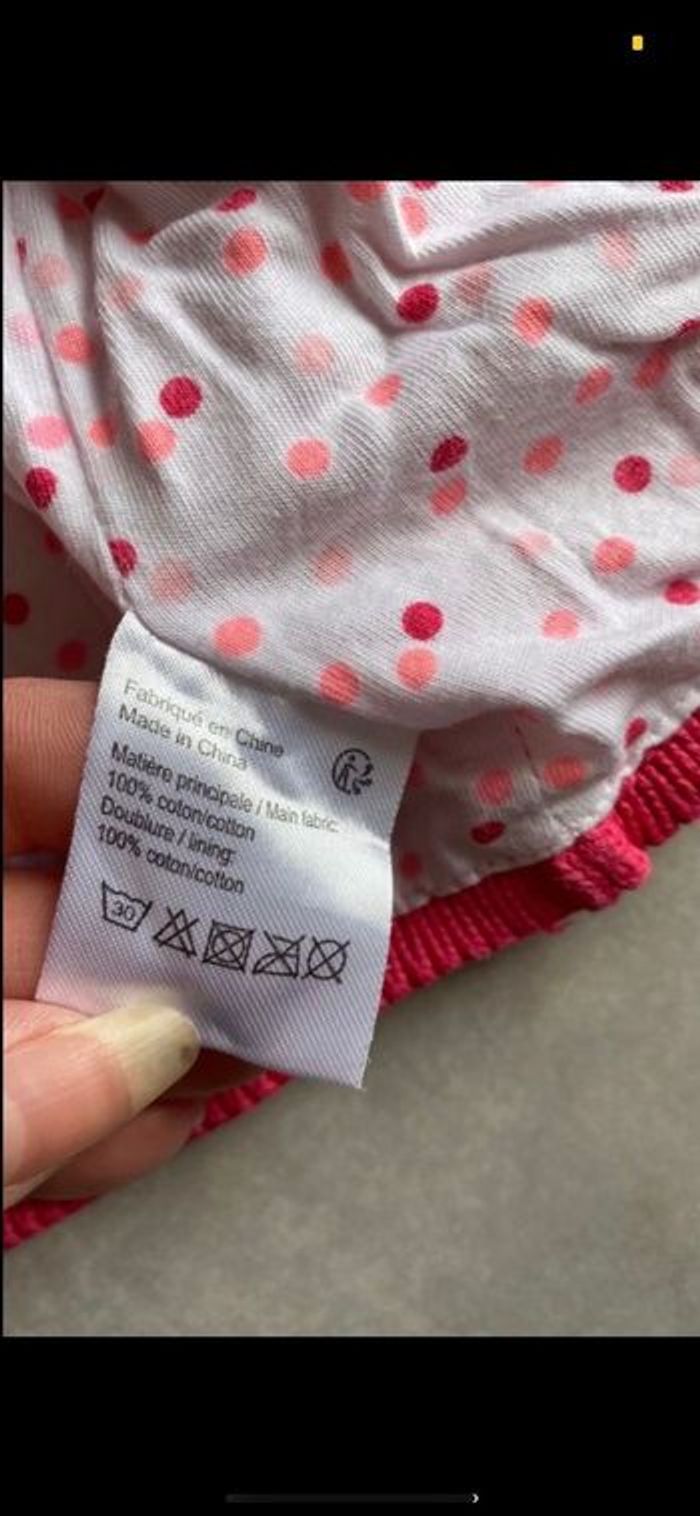 Fabriqué en Chine
Made in China
Matière principale / Main fabric:
100% coton/cotton
Doublure / lining:
100% coton/cotton
30